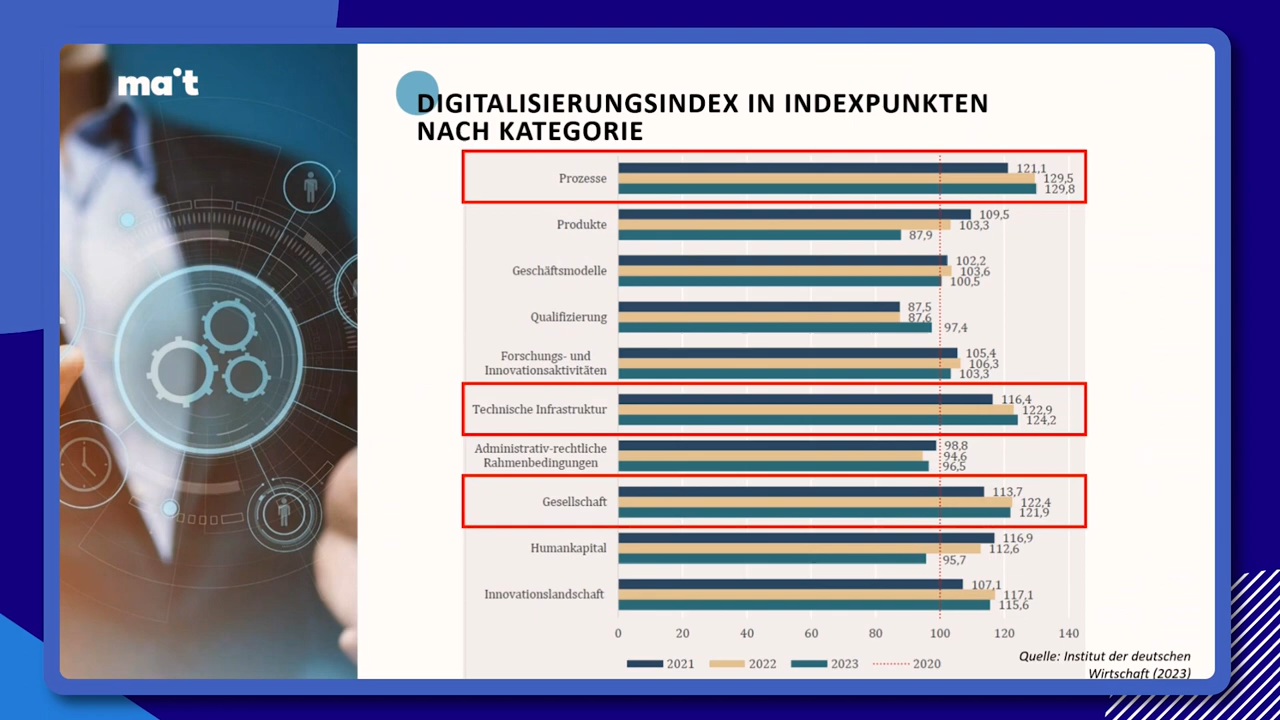 ma't
DIGITALISIERUNGSINDEX IN INDEXPUNKTEN
NACH KATEGORIE
Prozesse
121,1
129,5
129,8
Produkte
109,5
103,3
87,9
Geschäftsmodelle
102,2
103,6
100,5
Qualifizierung
87,5
87,6
97,4
Forschungs- und
Innovationsaktivitäten
105,4
106,3
103,3
Technische Infrastruktur
116,4
122,9
124,2
Administrativ-rechtliche
Rahmenbedingungen
98,8
94,6
96,5
Gesellschaft
113,7
122,4
121,9
Humankapital
116,9
112,6
95,7
Innovationslandschaft
107,1
117,1
115,6
0 20 40 60 80 100 120 140
2021 2022 2023 2020
Quelle: Institut der deutschen
Wirtschaft (2023)